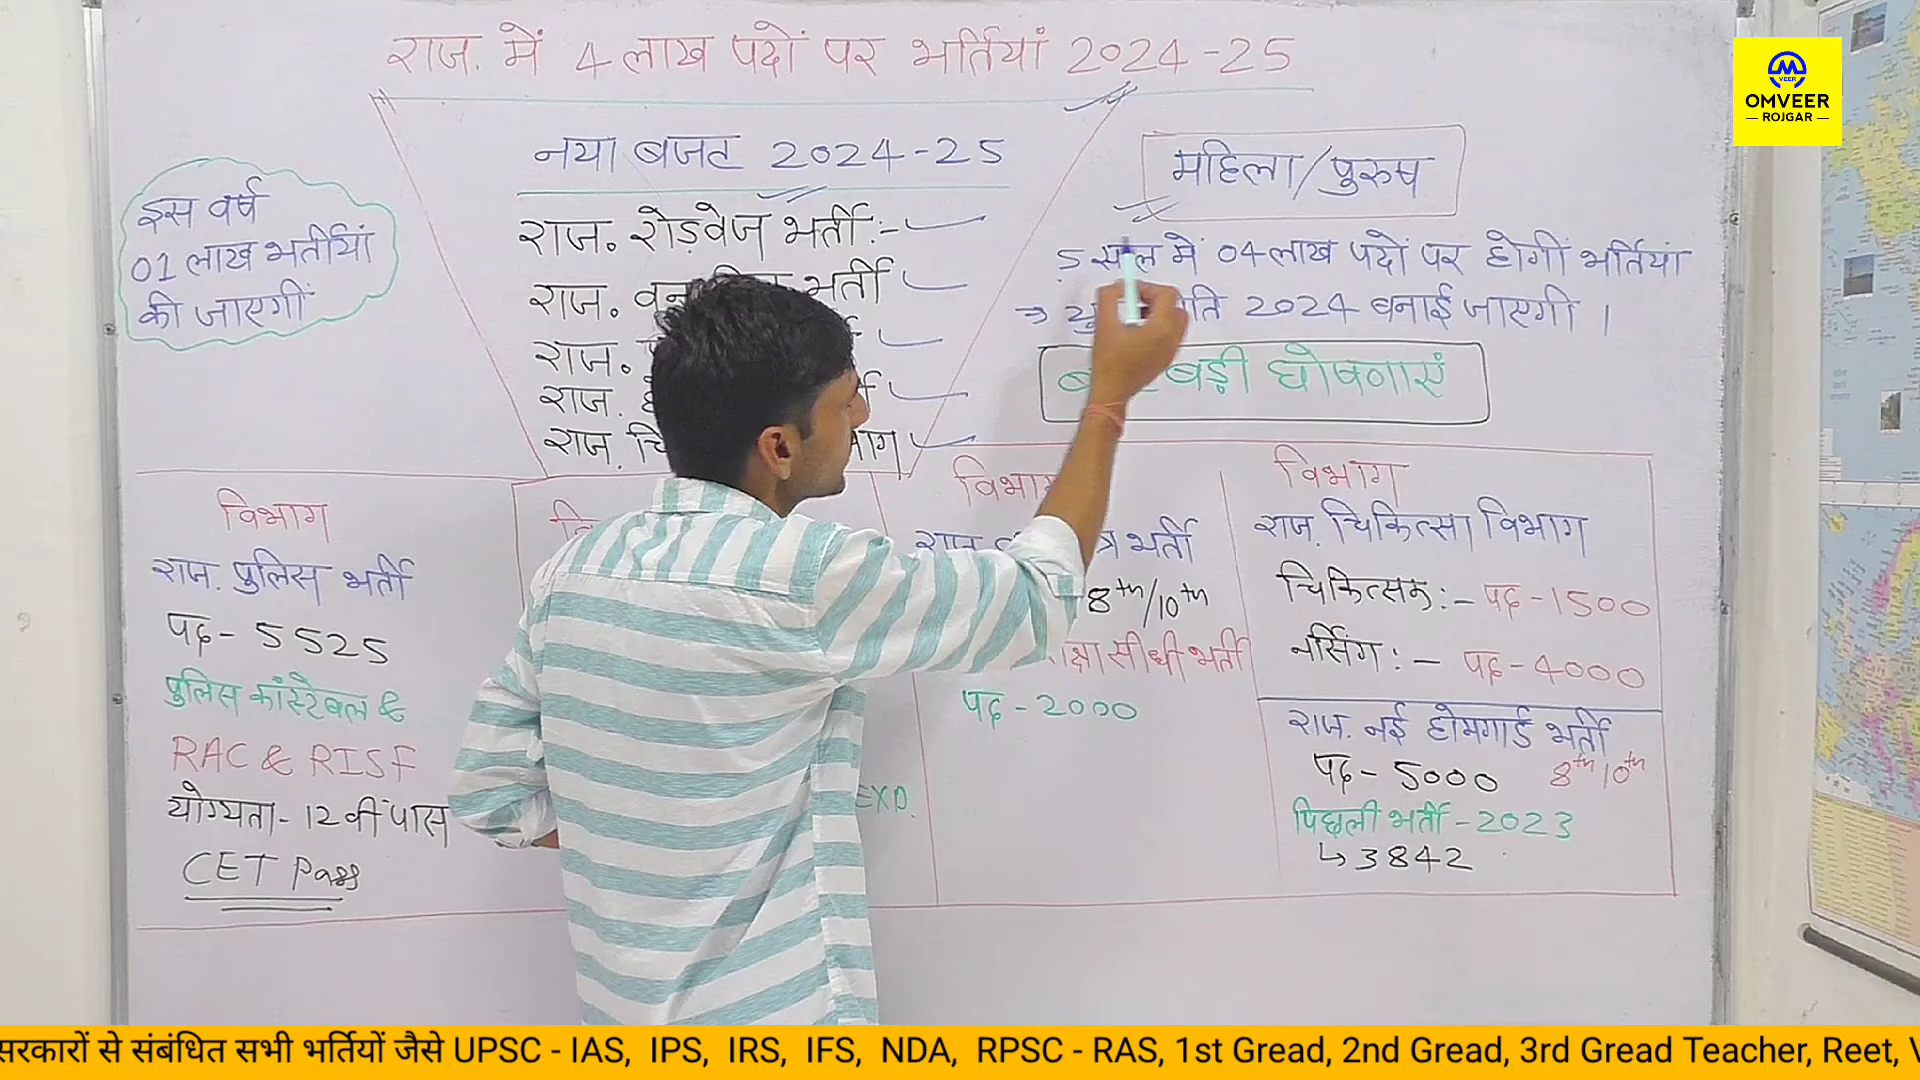 राज. में 4 लाख पदों पर भर्तियां 2024-25
VEER
OMVEER
— ROJGAR —
नया बजट 2024-25
राज. रोडवेज भर्ती :-
राज. भर्ती
राज.
राज.
राज.
इस वर्ष
01 लाख भर्तीयां
की जाएगीं
महिला/पुरुष
5 साल में 04 लाख पदों पर होगीं भर्तियां
→ 2024 बनाई जाएगी ।
बड़ी घोषणाएं
विभाग
राज. पुलिस भर्ती
पद - 5525
पुलिस कांस्टेबल &
RAC & RISF
योग्यता - 12वीं पास
CET Pass
EXP.
राज. भर्ती
8th/10th
सीधी भर्ती
पद - 2000
विभाग
राज. चिकित्सा विभाग
चिकित्सक :- पद - 1500
नर्सिंग :- पद - 4000
राज. नई होमगार्ड भर्ती
पद - 5000 8th 10th
पिछली भर्ती - 2023
↳ 3842
सरकारों से संबंधित सभी भर्तियों जैसे UPSC - IAS, IPS, IRS, IFS, NDA, RPSC - RAS, 1st Gread, 2nd Gread, 3rd Gread Teacher, Reet,